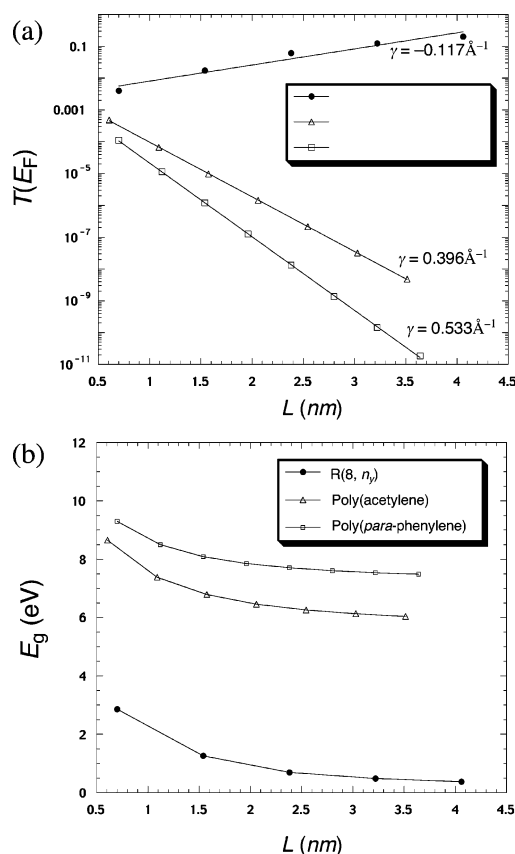 (a)
0.1
γ = −0.117Å⁻¹
0.001
10⁻⁵
T(E_F)
10⁻⁷
γ = 0.396Å⁻¹
10⁻⁹
γ = 0.533Å⁻¹
10⁻¹¹
0.5 1 1.5 2 2.5 3 3.5 4 4.5
L (nm)
(b)
12
R(8, n_y)
10
Poly(acetylene)
Poly(para-phenylene)
8
E_g (eV)
6
4
2
0
0.5 1 1.5 2 2.5 3 3.5 4 4.5
L (nm)